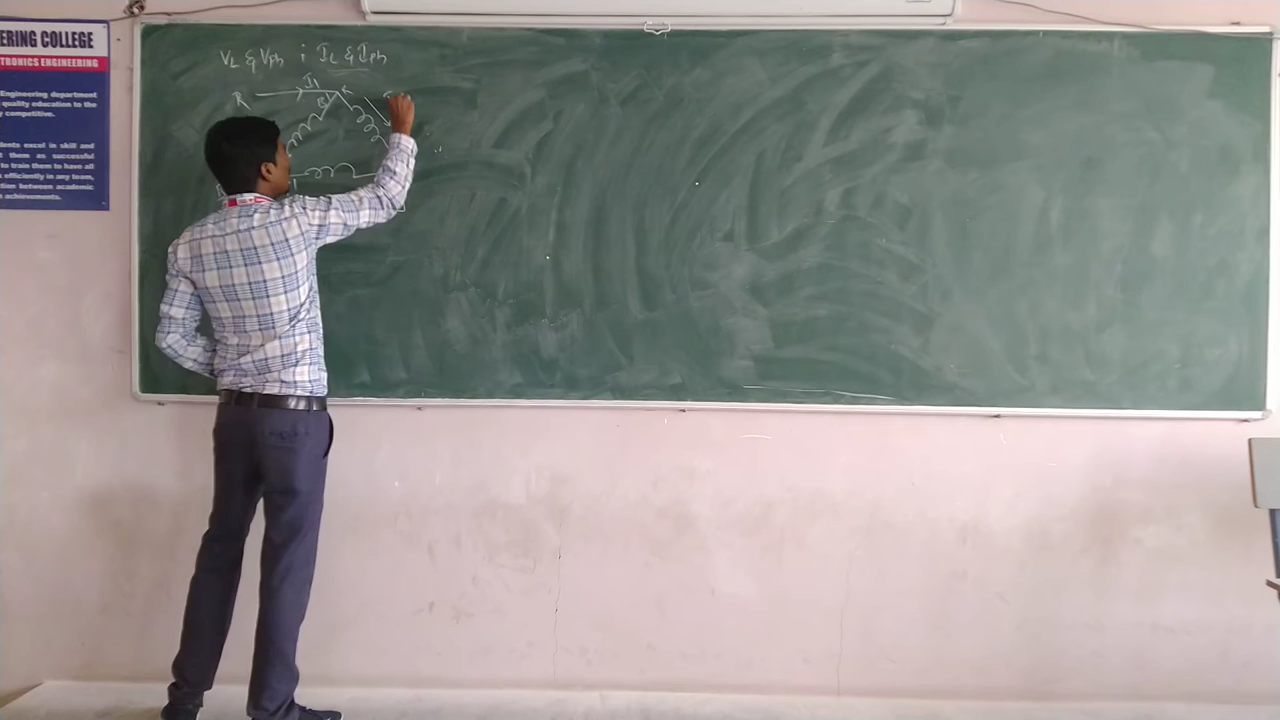 ERING COLLEGE
TRONICS ENGINEERING
Engineering department
quality education to the
y competitive.
dents excel in skill and
t them as successful
to train them to have all
efficiently in any team,
tion between academic
achievements.
VL & Vph ; IL & Iph
I1
R